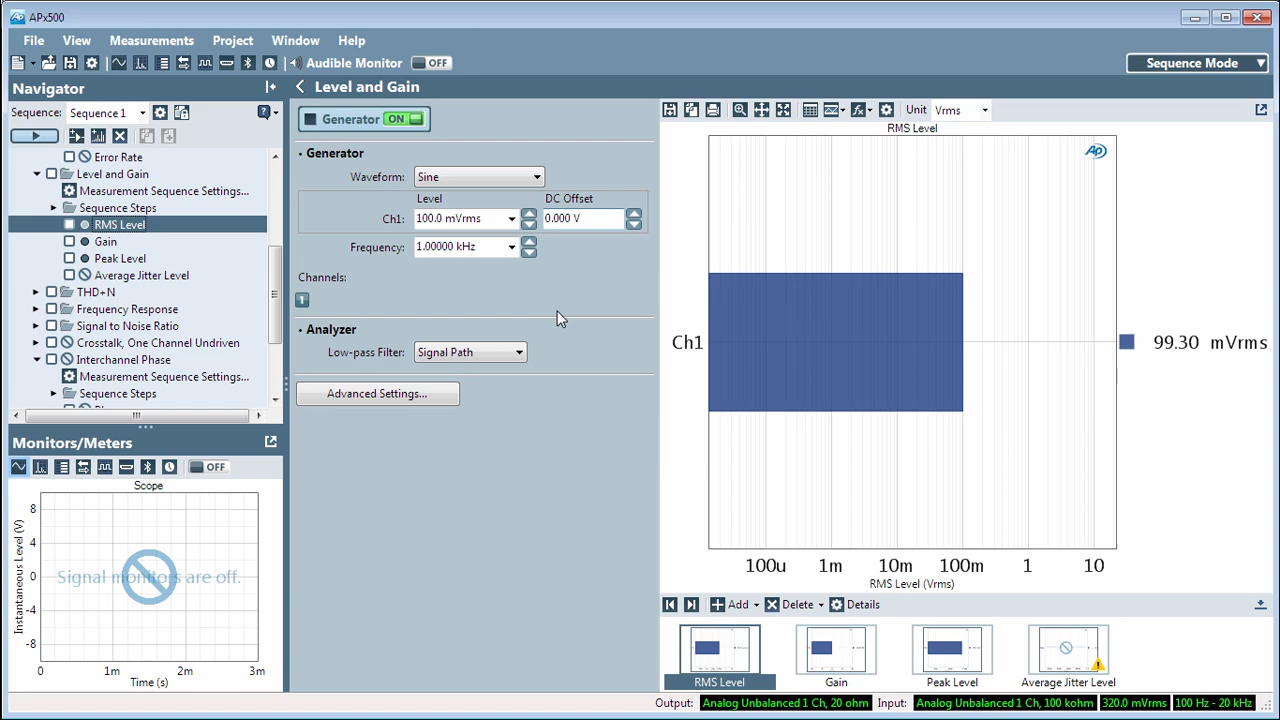 APx500
File View Measurements Project Window Help
Audible Monitor OFF
Sequence Mode
Navigator
Sequence: Sequence 1
Error Rate
Level and Gain
Measurement Sequence Settings...
Sequence Steps
RMS Level
Gain
Peak Level
Average Jitter Level
THD+N
Frequency Response
Signal to Noise Ratio
Crosstalk, One Channel Undriven
Interchannel Phase
Measurement Sequence Settings...
Sequence Steps
Monitors/Meters
OFF
Scope
Instantaneous Level (V)
8
4
0
-4
-8
Signal monitors are off.
0 1m 2m 3m
Time (s)
Level and Gain
Generator ON
Generator
Waveform: Sine
Level DC Offset
Ch1: 100.0 mVrms 0.000 V
Frequency: 1.00000 kHz
Channels:
1
Analyzer
Low-pass Filter: Signal Path
Advanced Settings...
Unit Vrms
RMS Level
Ap
Ch1
99.30 mVrms
100u 1m 10m 100m 1 10
RMS Level (Vrms)
Add Delete Details
RMS Level Gain Peak Level Average Jitter Level
Output: Analog Unbalanced 1 Ch, 20 ohm Input: Analog Unbalanced 1 Ch, 100 kohm 320.0 mVrms 100 Hz - 20 kHz